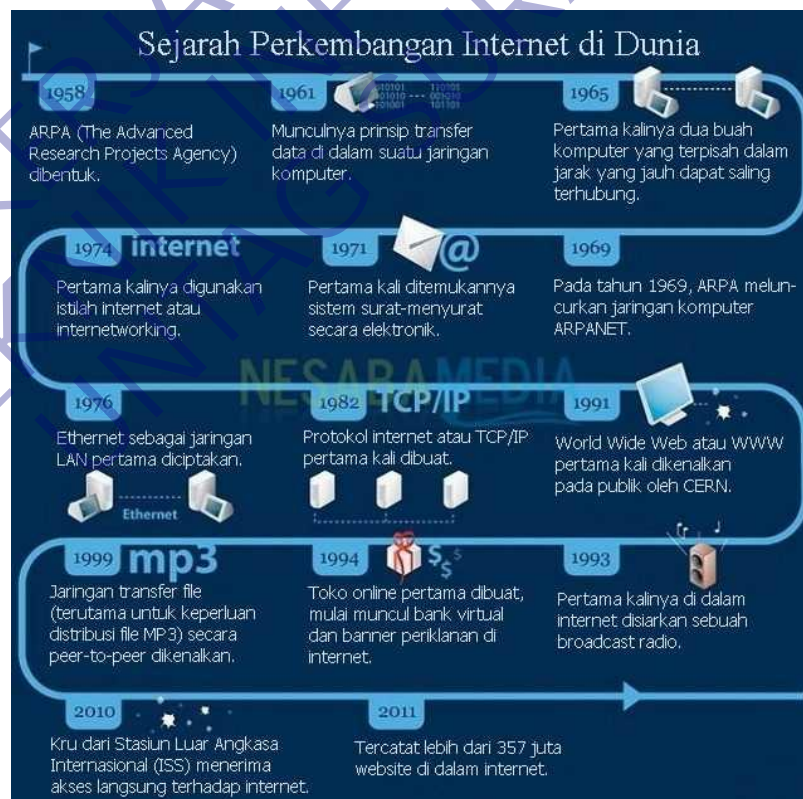 Sejarah Perkembangan Internet di Dunia
1958
ARPA (The Advanced
Research Projects Agency)
dibentuk.
1961
010101 110101
001010 --- 001010
101001 101101
Munculnya prinsip transfer
data di dalam suatu jaringan
komputer.
1965
Pertama kalinya dua buah
komputer yang terpisah dalam
jarak yang jauh dapat saling
terhubung.
1969
Pada tahun 1969, ARPA melun-
curkan jaringan komputer
ARPANET.
1971 @
Pertama kali ditemukannya
sistem surat-menyurat
secara elektronik.
1974 internet
Pertama kalinya digunakan
istilah internet atau
internetworking.
NESABAMEDIA
1976
Ethernet sebagai jaringan
LAN pertama diciptakan.
Ethernet
1982 TCP/IP
Protokol internet atau TCP/IP
pertama kali dibuat.
1991
World Wide Web atau WWW
pertama kali dikenalkan
pada publik oleh CERN.
1993
Pertama kalinya di dalam
internet disiarkan sebuah
broadcast radio.
1994 $ $ $
Toko online pertama dibuat,
mulai muncul bank virtual
dan banner periklanan di
internet.
1999 mp3
Jaringan transfer file
(terutama untuk keperluan
distribusi file MP3) secara
peer-to-peer dikenalkan.
2010
Kru dari Stasiun Luar Angkasa
Internasional (ISS) menerima
akses langsung terhadap internet.
2011
Tercatat lebih dari 357 juta
website di dalam internet.
UNTAG